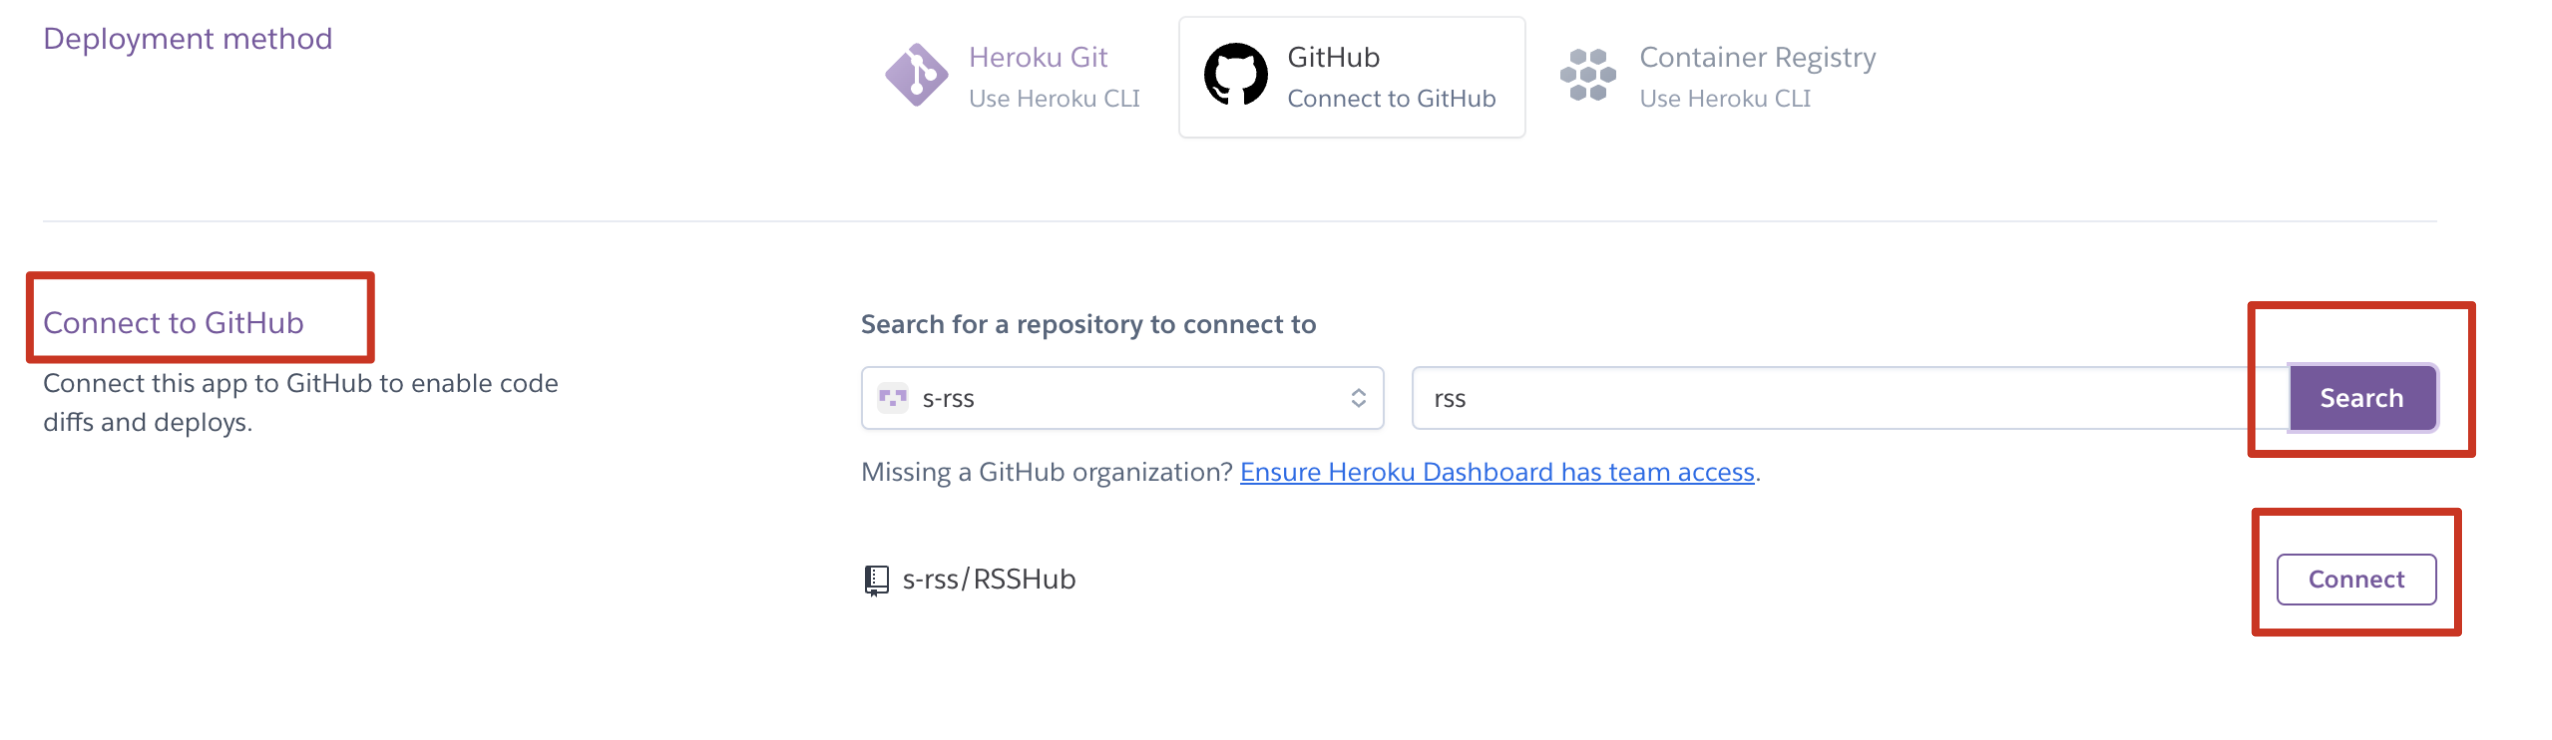 Deployment method
Heroku Git
Use Heroku CLI
GitHub
Connect to GitHub
Container Registry
Use Heroku CLI
Connect to GitHub
Connect this app to GitHub to enable code
diffs and deploys.
Search for a repository to connect to
s-rss
rss
Search
Missing a GitHub organization? Ensure Heroku Dashboard has team access.
s-rss/RSSHub
Connect